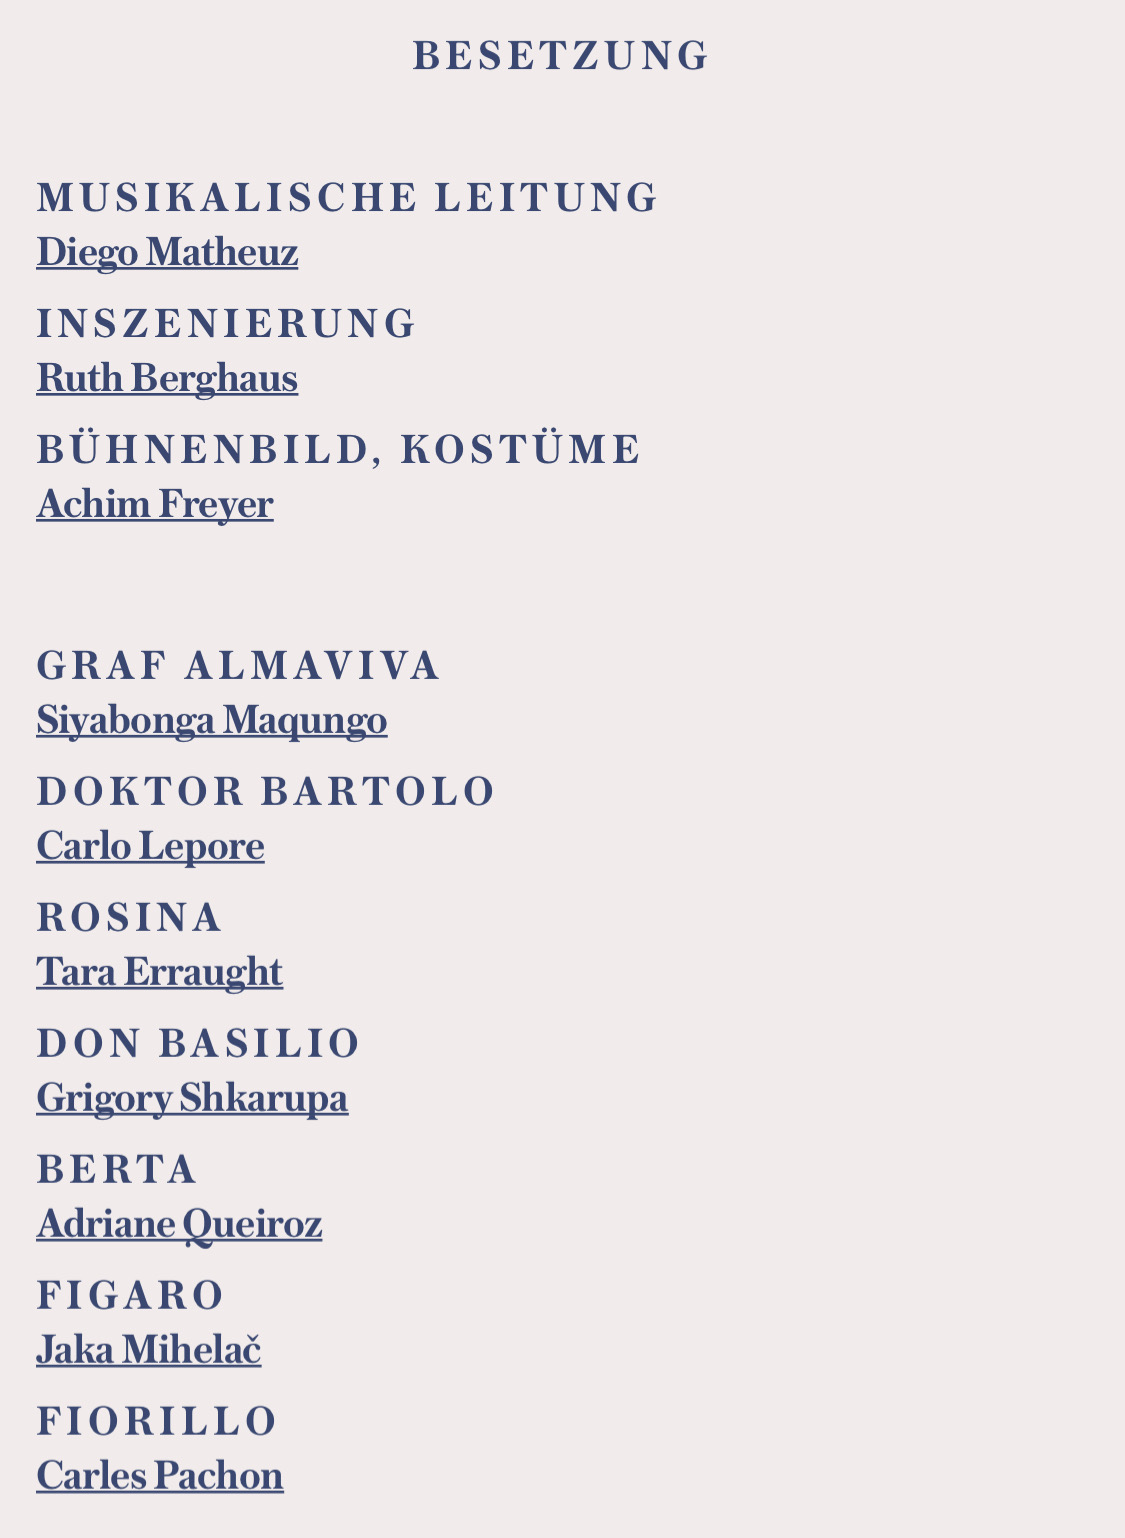 BESETZUNG
MUSIKALISCHE LEITUNG
Diego Matheuz
INSZENIERUNG
Ruth Berghaus
BÜHNENBILD, KOSTÜME
Achim Freyer
GRAF ALMAVIVA
Siyabonga Maqungo
DOKTOR BARTOLO
Carlo Lepore
ROSINA
Tara Erraught
DON BASILIO
Grigory Shkarupa
BERTA
Adriane Queiroz
FIGARO
Jaka Mihelač
FIORILLO
Carles Pachon